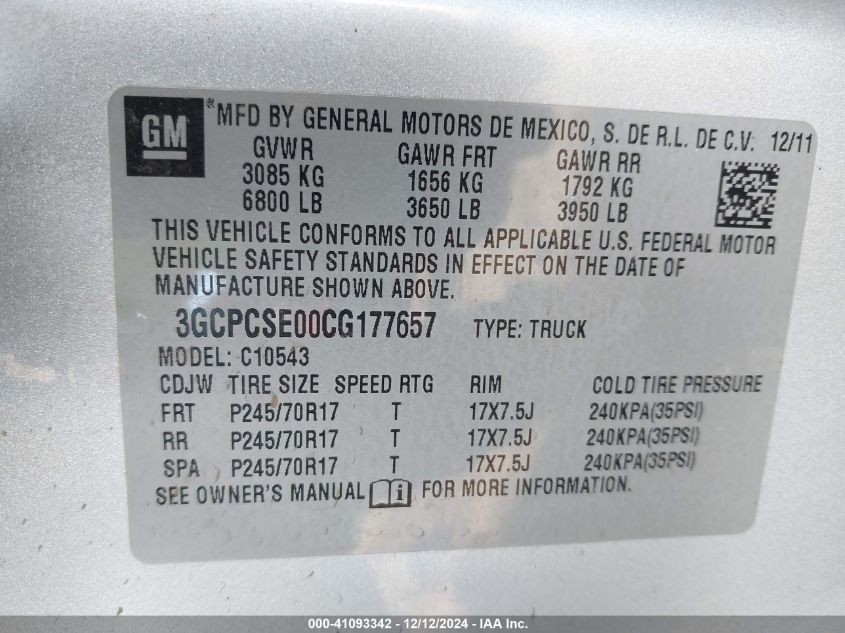 GM ® MFD BY GENERAL MOTORS DE MEXICO, S. DE R.L. DE C.V. 12/11
GVWR GAWR FRT GAWR RR
3085 KG 1656 KG 1792 KG
6800 LB 3650 LB 3950 LB
THIS VEHICLE CONFORMS TO ALL APPLICABLE U.S. FEDERAL MOTOR
VEHICLE SAFETY STANDARDS IN EFFECT ON THE DATE OF
MANUFACTURE SHOWN ABOVE.
3GCPCSE00CG177657 TYPE: TRUCK
MODEL: C10543
CDJW TIRE SIZE SPEED RTG RIM COLD TIRE PRESSURE
FRT P245/70R17 T 17X7.5J 240KPA(35PSI)
RR P245/70R17 T 17X7.5J 240KPA(35PSI)
SPA P245/70R17 T 17X7.5J 240KPA(35PSI)
SEE OWNER'S MANUAL i FOR MORE INFORMATION.
000-41093342 - 12/12/2024 - IAA Inc.